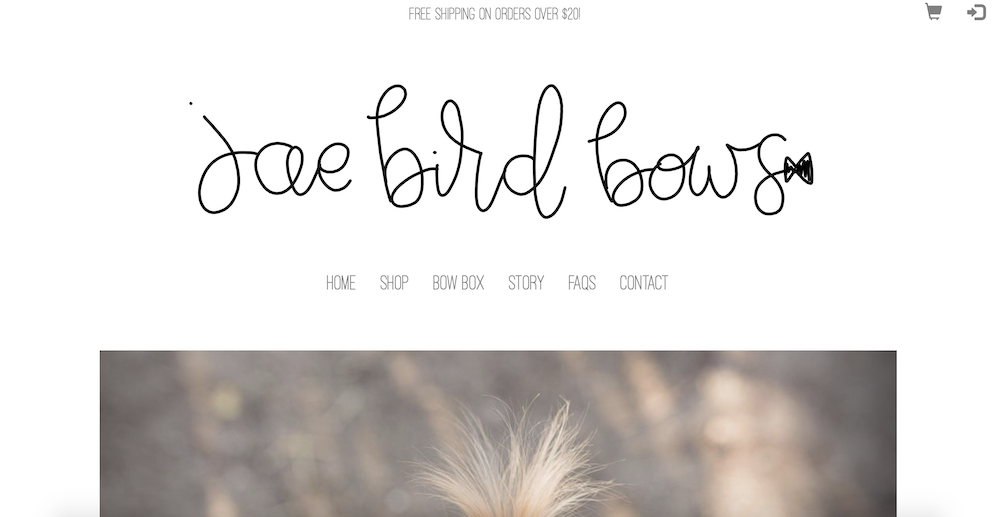 FREE SHIPPING ON ORDERS OVER $20!
jae bird bows
HOME SHOP BOW BOX STORY FAQS CONTACT